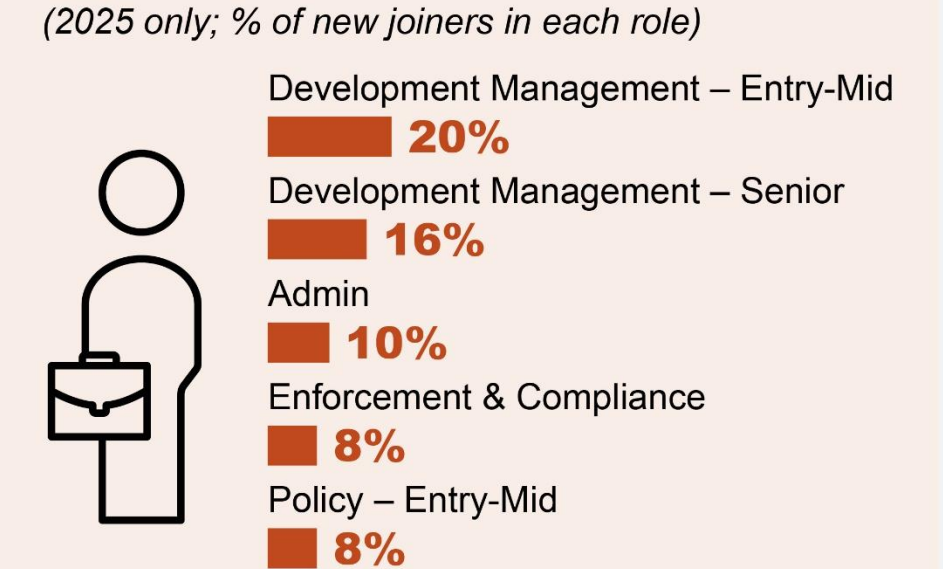 (2025 only; % of new joiners in each role)
Development Management – Entry-Mid
20%
Development Management – Senior
16%
Admin
10%
Enforcement & Compliance
8%
Policy – Entry-Mid
8%